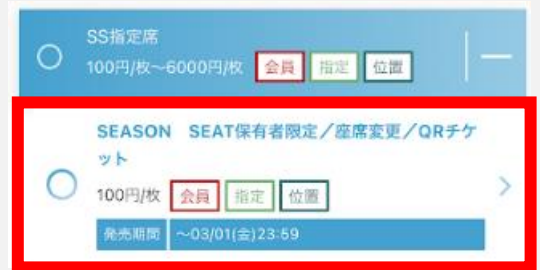 SS指定席
100円/枚~6000円/枚 会員 指定 位置
SEASON SEAT保有者限定/座席変更/QRチケ
ット
100円/枚 会員 指定 位置
発売期間 ~03/01(金)23:59